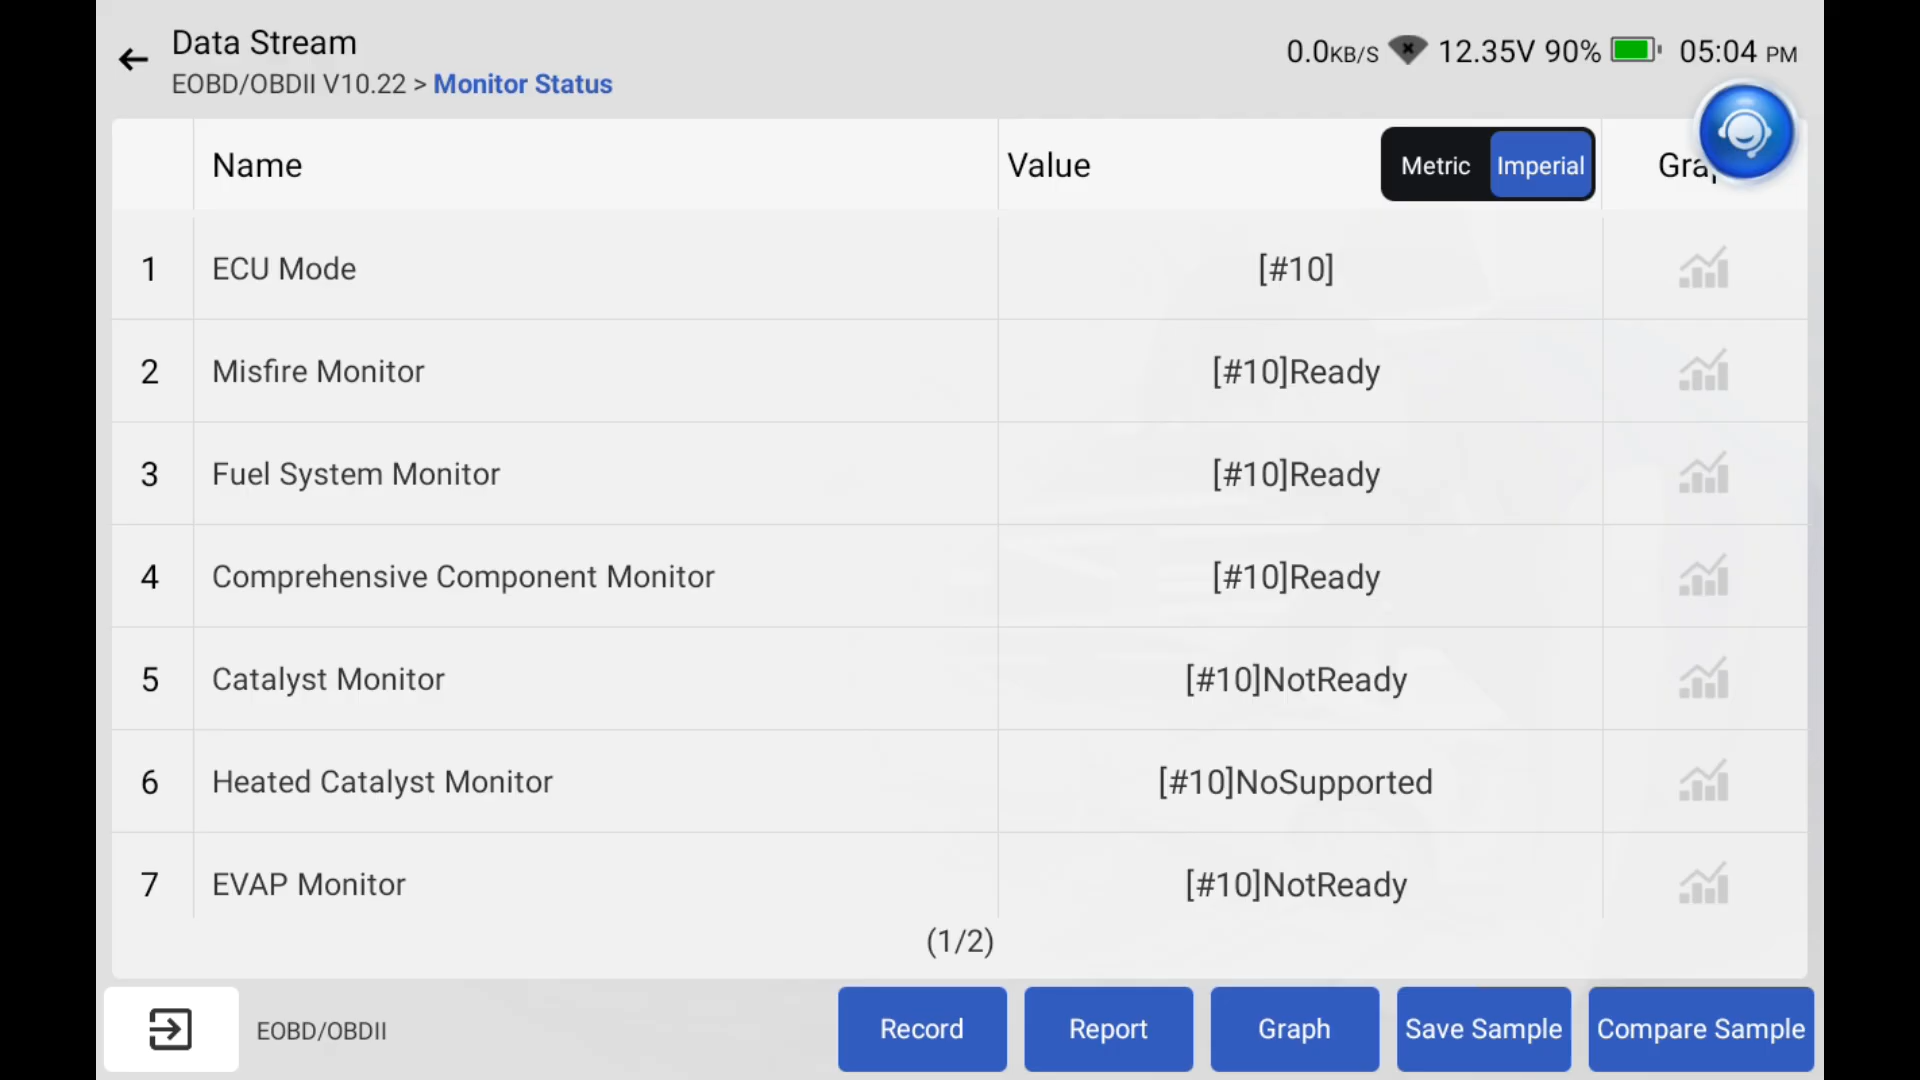 Data Stream
EOBD/OBDII V10.22 > Monitor Status
0.0KB/S 12.35V 90% 05:04 PM
Name Value Metric Imperial
1 ECU Mode [#10]
2 Misfire Monitor [#10]Ready
3 Fuel System Monitor [#10]Ready
4 Comprehensive Component Monitor [#10]Ready
5 Catalyst Monitor [#10]NotReady
6 Heated Catalyst Monitor [#10]NoSupported
7 EVAP Monitor [#10]NotReady
(1/2)
EOBD/OBDII Record Report Graph Save Sample Compare Sample